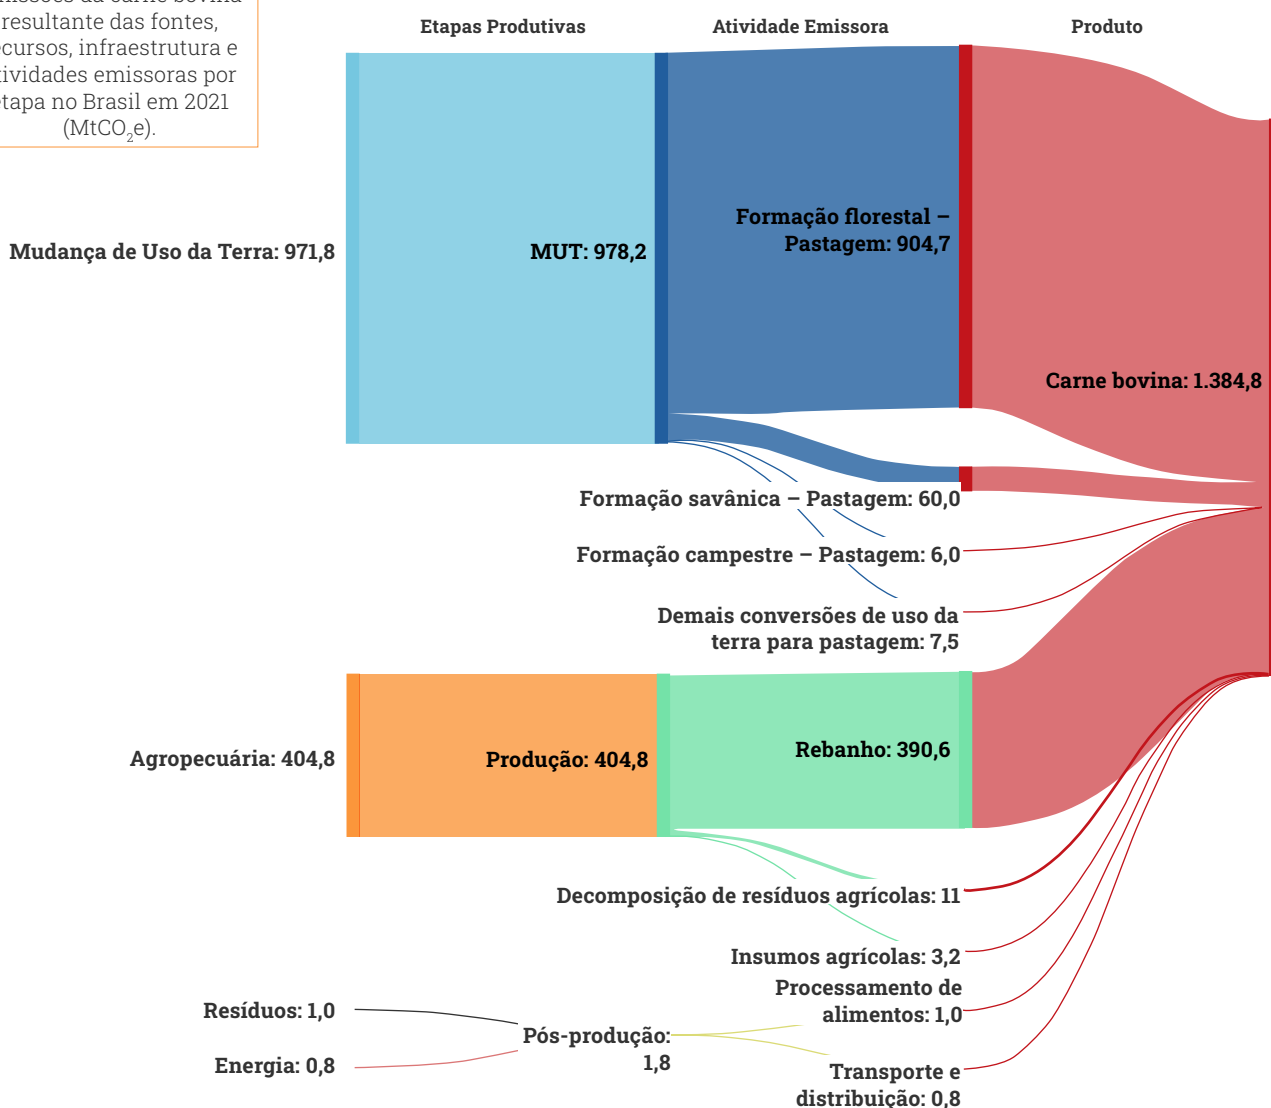 da carne bovina
resultante das fontes,
infraestrutura e
emissoras por
no Brasil em 2021
(MtCO₂e).
Etapas Produtivas
Atividade Emissora
Produto
Mudança de Uso da Terra: 971,8
MUT: 978,2
Formação florestal –
Pastagem: 904,7
Carne bovina: 1.384,8
Formação savânica – Pastagem: 60,0
Formação campestre – Pastagem: 6,0
Demais conversões de uso da
terra para pastagem: 7,5
Agropecuária: 404,8
Produção: 404,8
Rebanho: 390,6
Decomposição de resíduos agrícolas: 11
Insumos agrícolas: 3,2
Processamento de
alimentos: 1,0
Resíduos: 1,0
Pós-produção:
1,8
Energia: 0,8
Transporte e
distribuição: 0,8